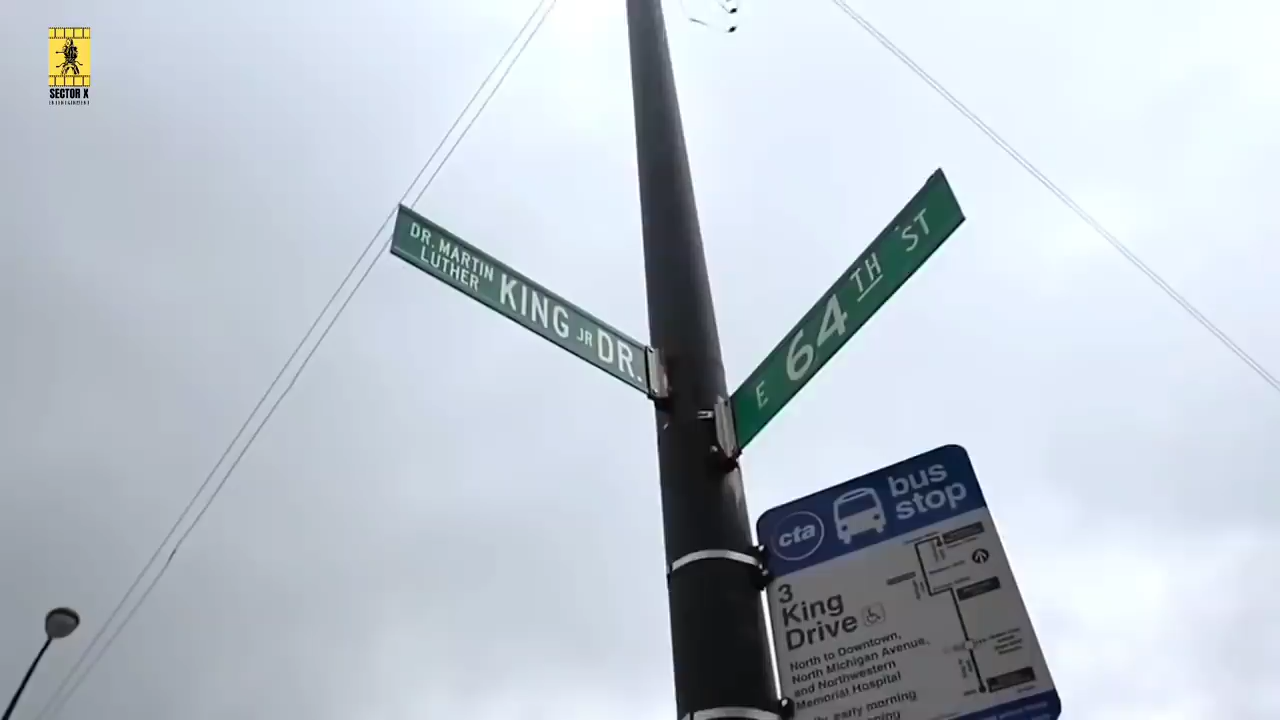 SECTOR X
ENTERTAINMENT
DR. MARTIN
LUTHER KING JR DR.
E 64TH ST
cta bus
stop
3
King
Drive
North to Downtown,
North Michigan Avenue,
and Northwestern
Memorial Hospital
early morning